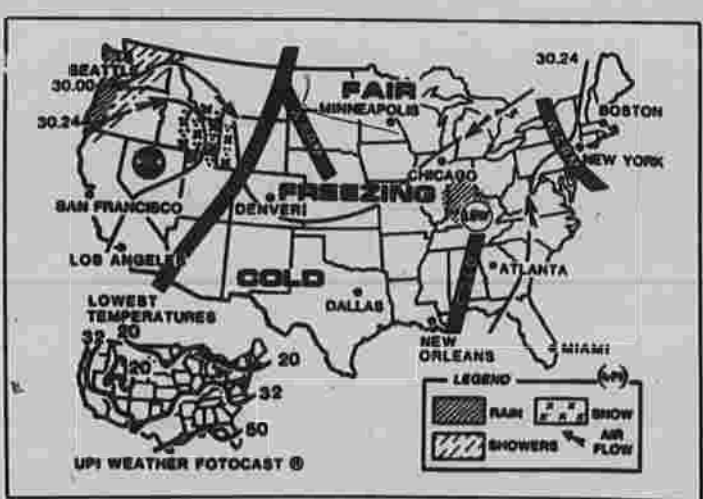 SEATTLE
30.00
30.24
FAIR
MINNEAPOLIS
30.24
BOSTON
NEW YORK
CHICAGO
SAN FRANCISCO
DENVER
FREEZING
LOW
LOS ANGELES
COLD
ATLANTA
DALLAS
NEW
ORLEANS
MIAMI
LOWEST
TEMPERATURES
32
20
20
20
32
50
UPI WEATHER FOTOCAST ®
LEGEND
RAIN
SNOW
SHOWERS
AIR
FLOW